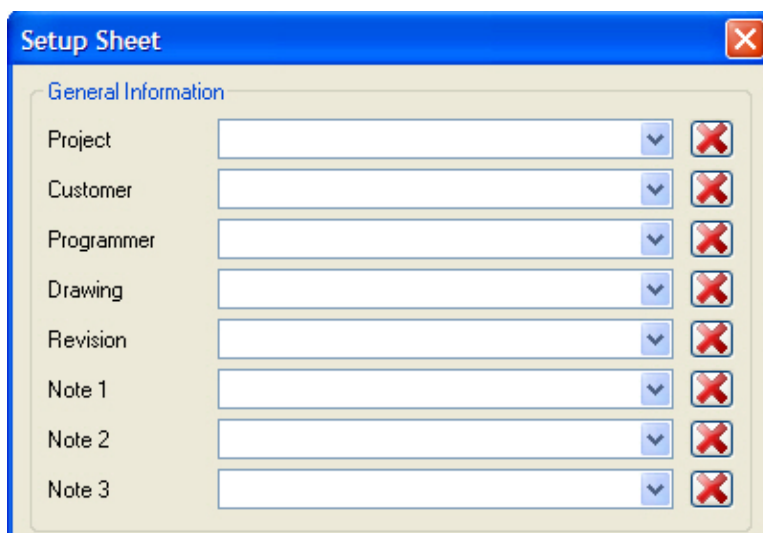 Setup Sheet
General Information
Project
Customer
Programmer
Drawing
Revision
Note 1
Note 2
Note 3